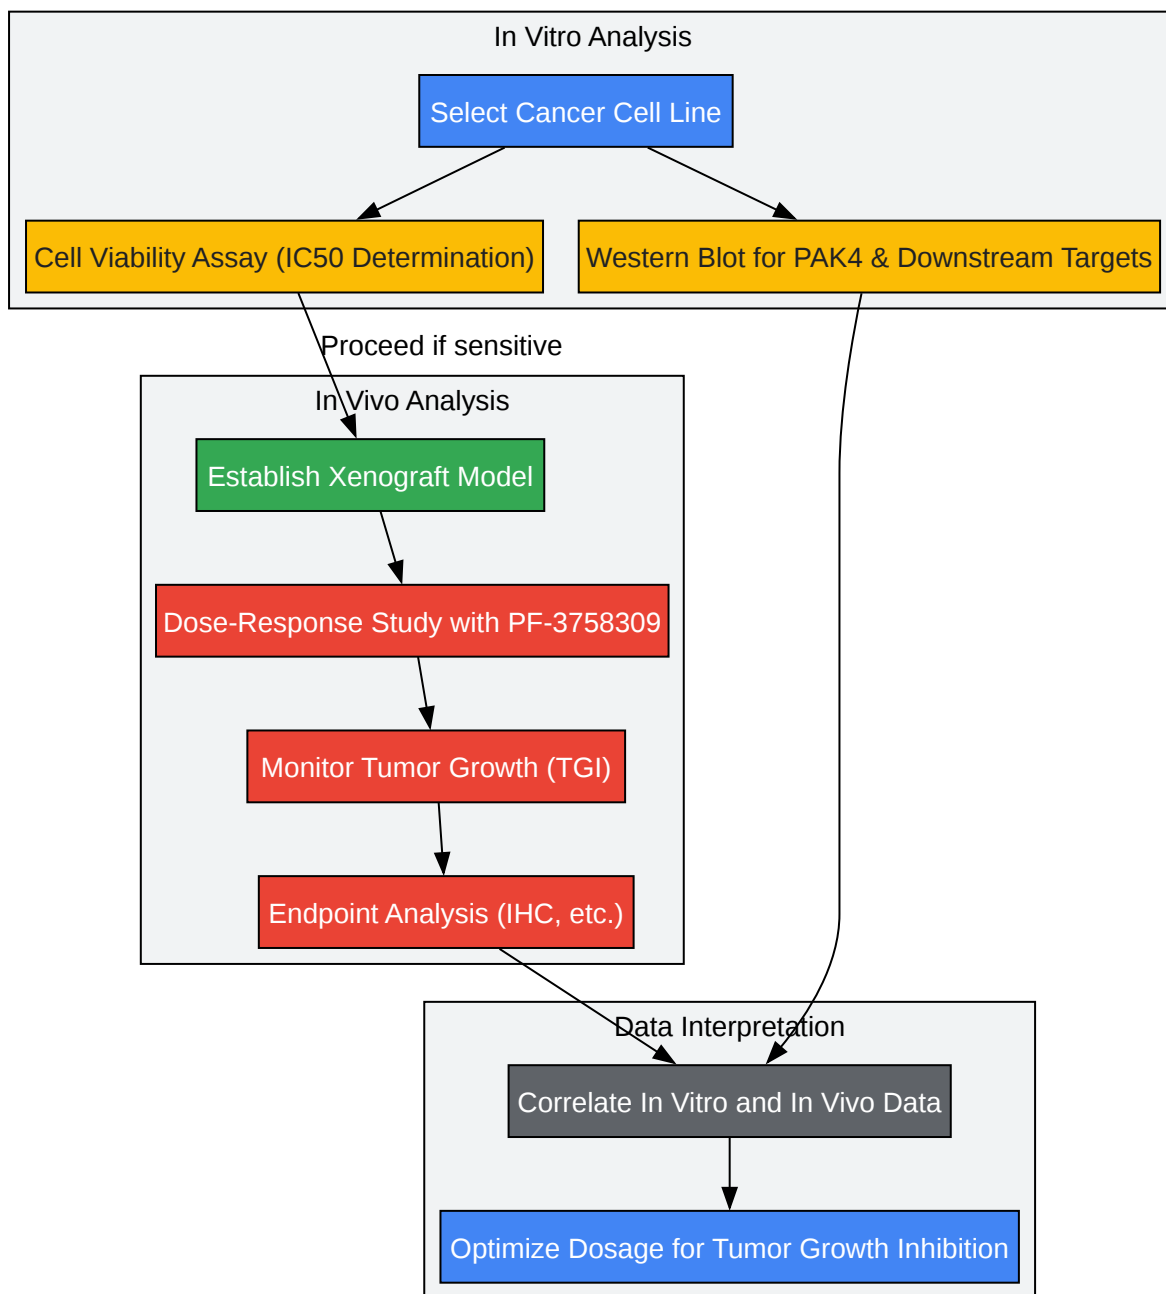 In Vitro Analysis
Select Cancer Cell Line
Cell Viability Assay (IC50 Determination)
Western Blot for PAK4 & Downstream Targets
Proceed if sensitive
In Vivo Analysis
Establish Xenograft Model
Dose-Response Study with PF-3758309
Monitor Tumor Growth (TGI)
Endpoint Analysis (IHC, etc.)
Data Interpretation
Correlate In Vitro and In Vivo Data
Optimize Dosage for Tumor Growth Inhibition